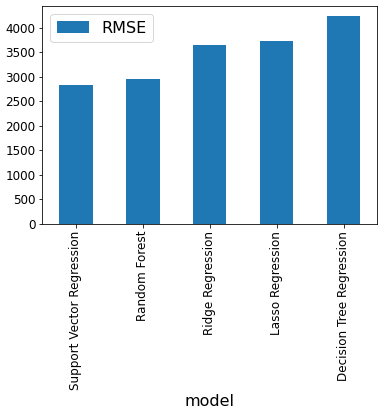 RMSE
4000
3500
3000
2500
2000
1500
1000
500
0
Support Vector Regression
Random Forest
Ridge Regression
Lasso Regression
Decision Tree Regression
model